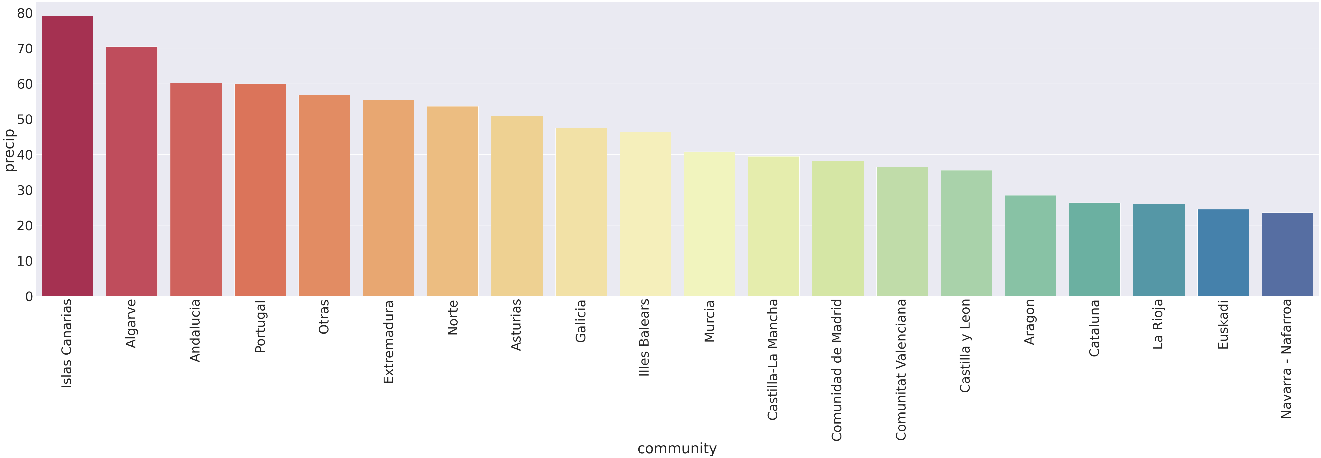 80
70
60
50
40
30
20
10
0
precip
Islas Canarias
Algarve
Andalucia
Portugal
Otras
Extremadura
Norte
Asturias
Galicia
Illes Balears
Murcia
Castilla-La Mancha
Comunidad de Madrid
Comunitat Valenciana
Castilla y Leon
Aragon
Cataluna
La Rioja
Euskadi
Navarra - Nafarroa
community